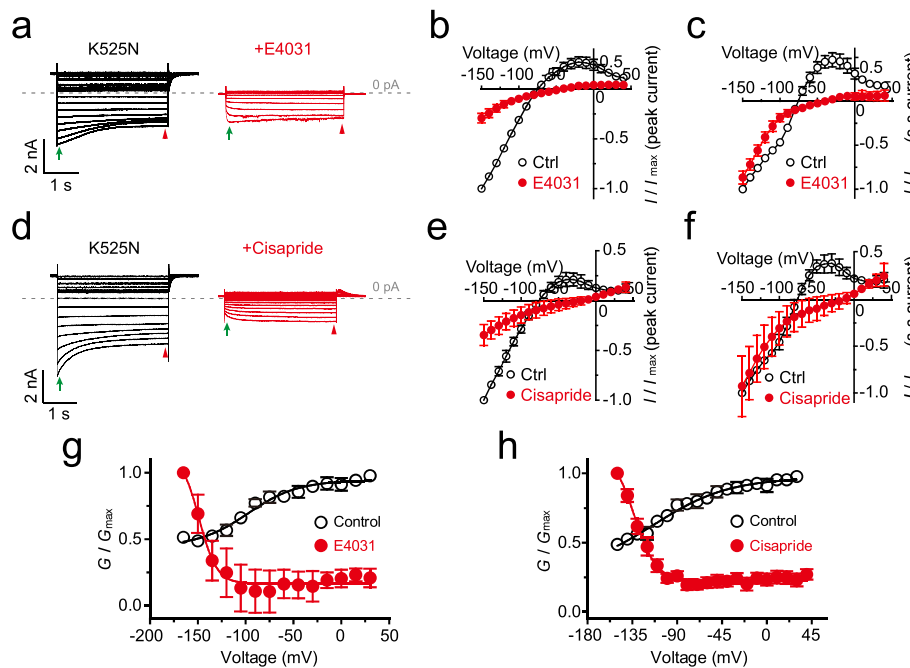 a
K525N
+E4031
0 pA
2 nA
1 s
b
Voltage (mV)
-150
-100
-50
0
50
0.5
-0.5
-1.0
I / I max (peak current)
Ctrl
E4031
c
Voltage (mV)
-150
-100
0
50
0.5
-0.5
-1.0
Ctrl
E4031
d
K525N
+Cisapride
0 pA
2 nA
1 s
e
Voltage (mV)
-150
-100
-50
0
50
0.5
-0.5
-1.0
I / I max (peak current)
Ctrl
Cisapride
f
Voltage (mV)
-150
-100
0
50
0.5
-0.5
-1.0
Ctrl
Cisapride
g
G / Gmax
1.0
0.5
0.0
Control
E4031
-200 -150 -100 -50 0 50
Voltage (mV)
h
G / Gmax
1.0
0.5
0.0
Control
Cisapride
-180 -135 -90 -45 0 45
Voltage (mV)